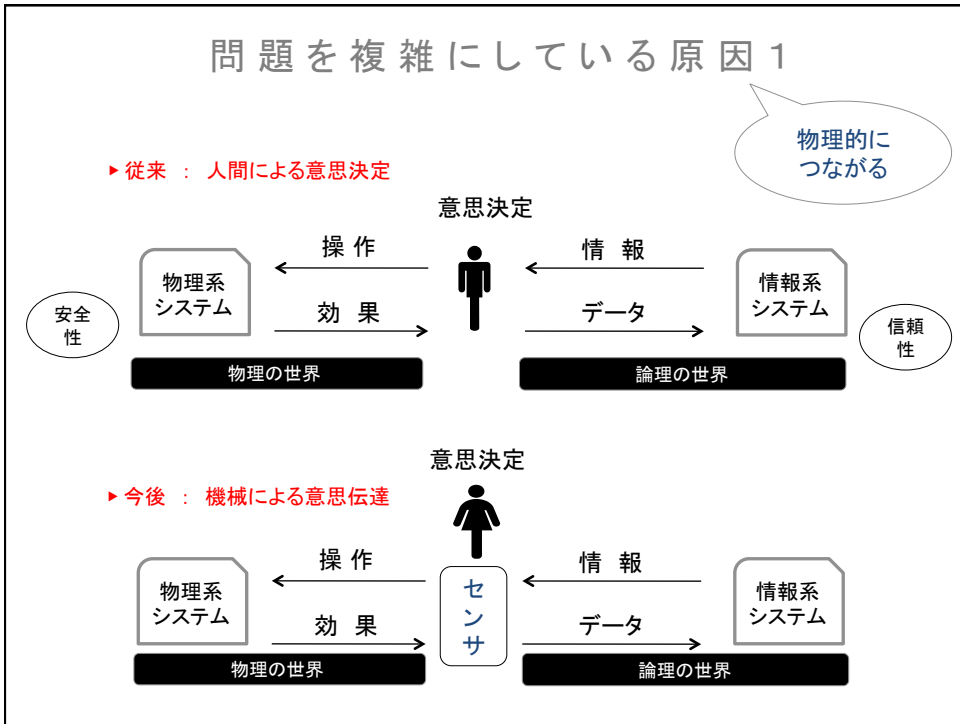 問題を複雑にしている原因１
物理的に
つながる
▶従来 ： 人間による意思決定
意思決定
操 作
情 報
物理系
システム
情報系
システム
効 果
データ
安全
性
信頼
性
物理の世界
論理の世界
意思決定
▶今後 ： 機械による意思伝達
操 作
情 報
物理系
システム
セ
ン
サ
情報系
システム
効 果
データ
物理の世界
論理の世界